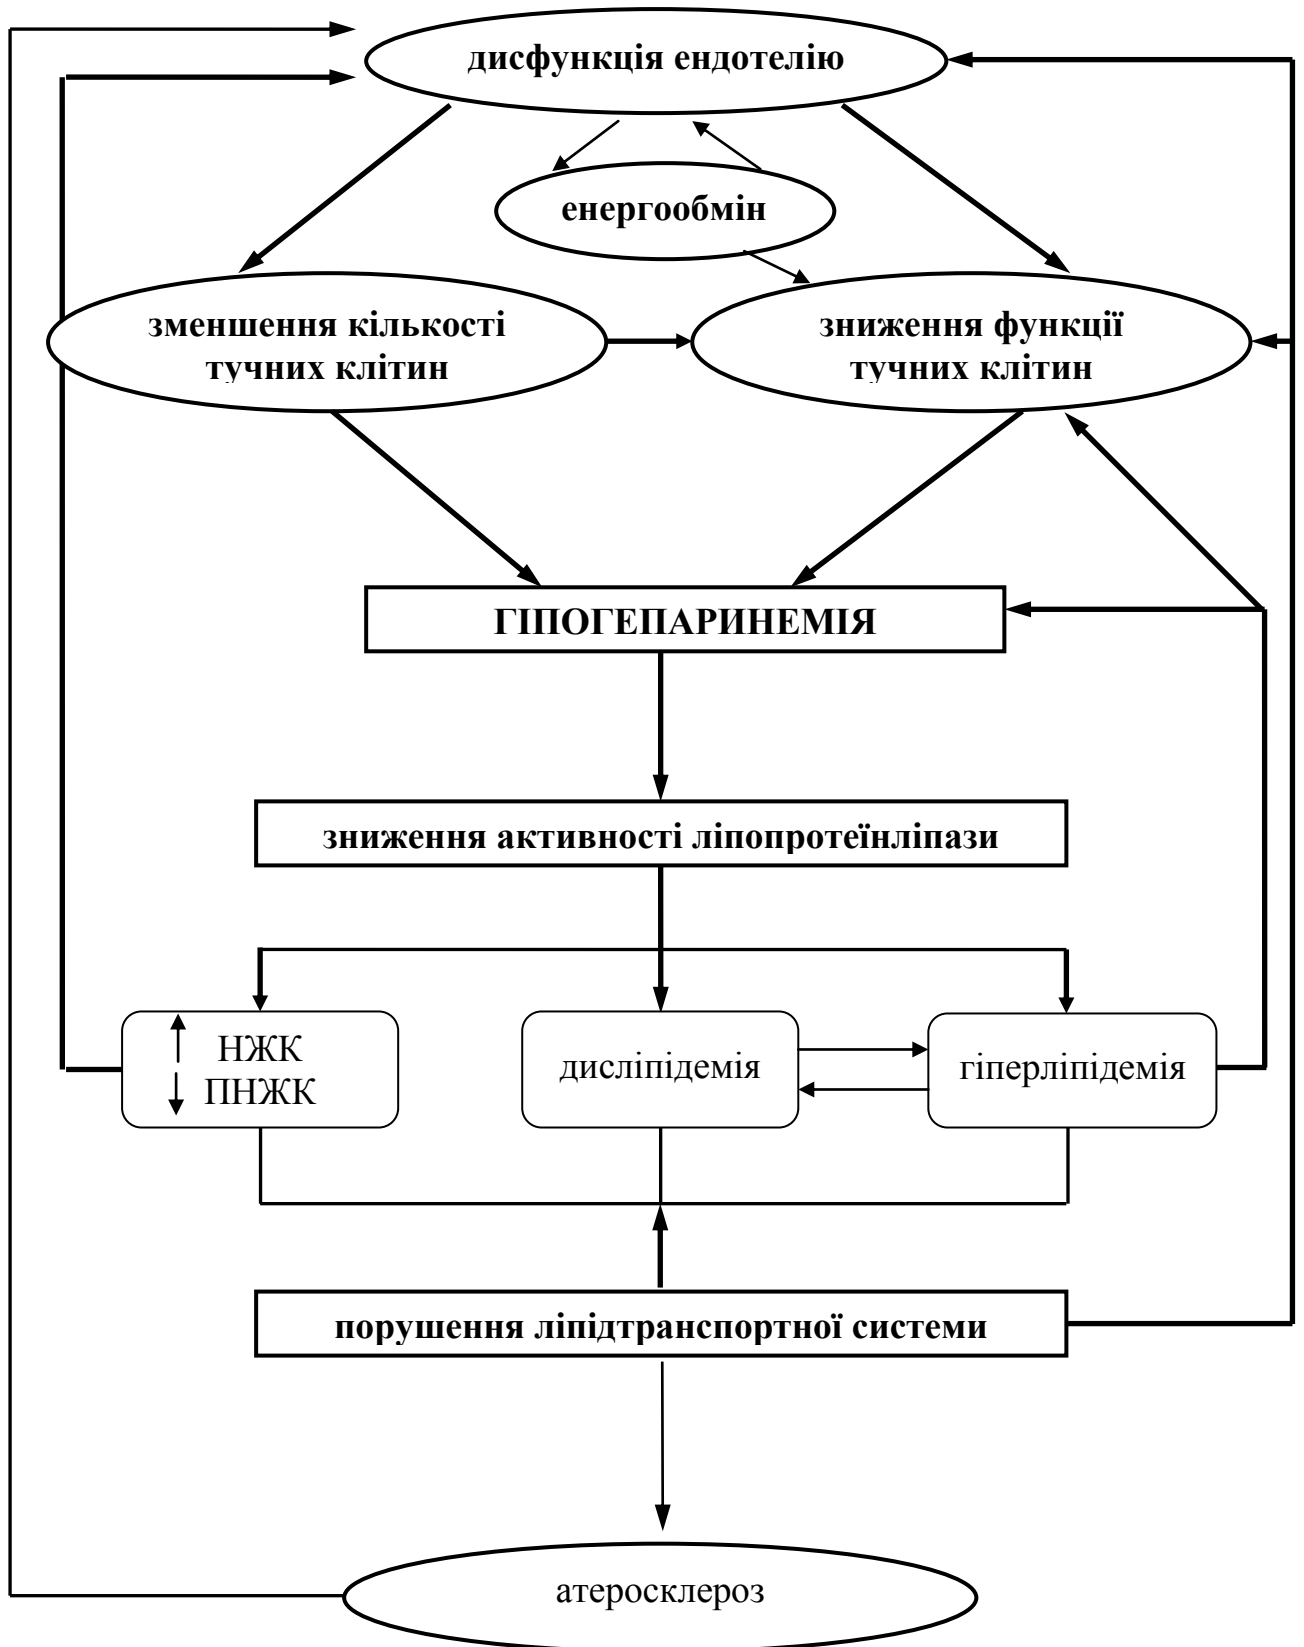 дисфункція ендотелію
енергообмін
зменшення кількості
тучних клітин
зниження функції
тучних клітин
ГІПОГЕПАРИНЕМІЯ
зниження активності ліпопротеїнліпази
НЖК
ПНЖК
дисліпідемія
гіперліпідемія
порушення ліпідтранспортної системи
атеросклероз